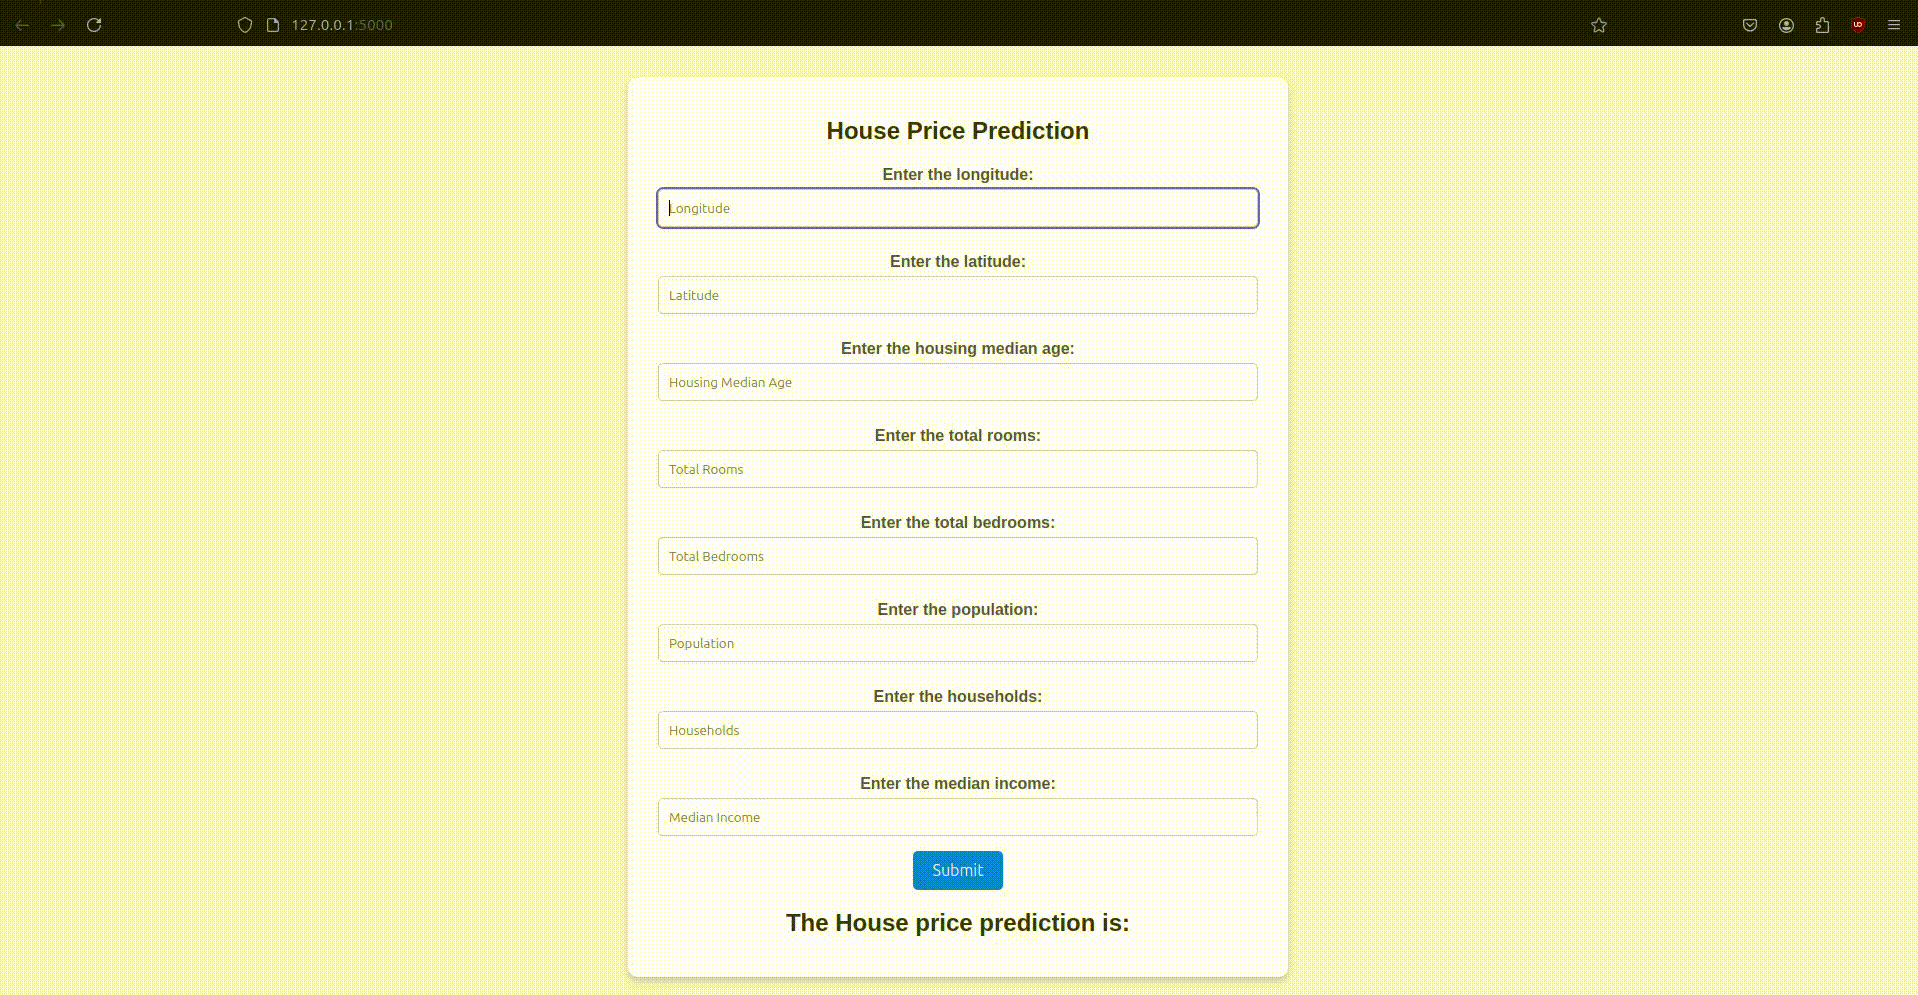 127.0.0.1:5000
House Price Prediction
Enter the longitude:
Longitude
Enter the latitude:
Latitude
Enter the housing median age:
Housing Median Age
Enter the total rooms:
Total Rooms
Enter the total bedrooms:
Total Bedrooms
Enter the population:
Population
Enter the households:
Households
Enter the median income:
Median Income
Submit
The House price prediction is: